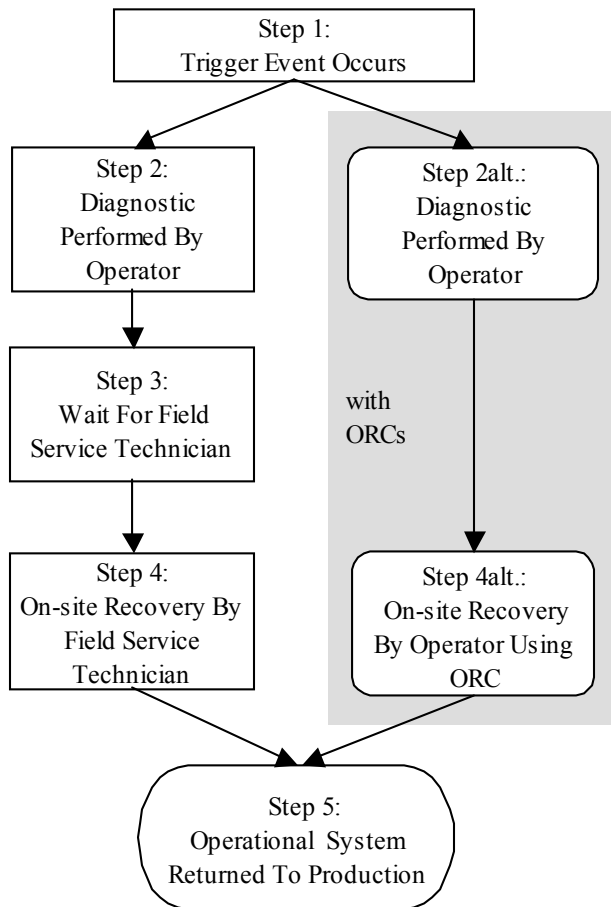 Step 1:
Trigger Event Occurs
Step 2:
Diagnostic
Performed By
Operator
Step 2alt.:
Diagnostic
Performed By
Operator
Step 3:
Wait For Field
Service Technician
with
ORCs
Step 4:
On-site Recovery By
Field Service
Technician
Step 4alt.:
On-site Recovery
By Operator Using
ORC
Step 5:
Operational System
Returned To Production